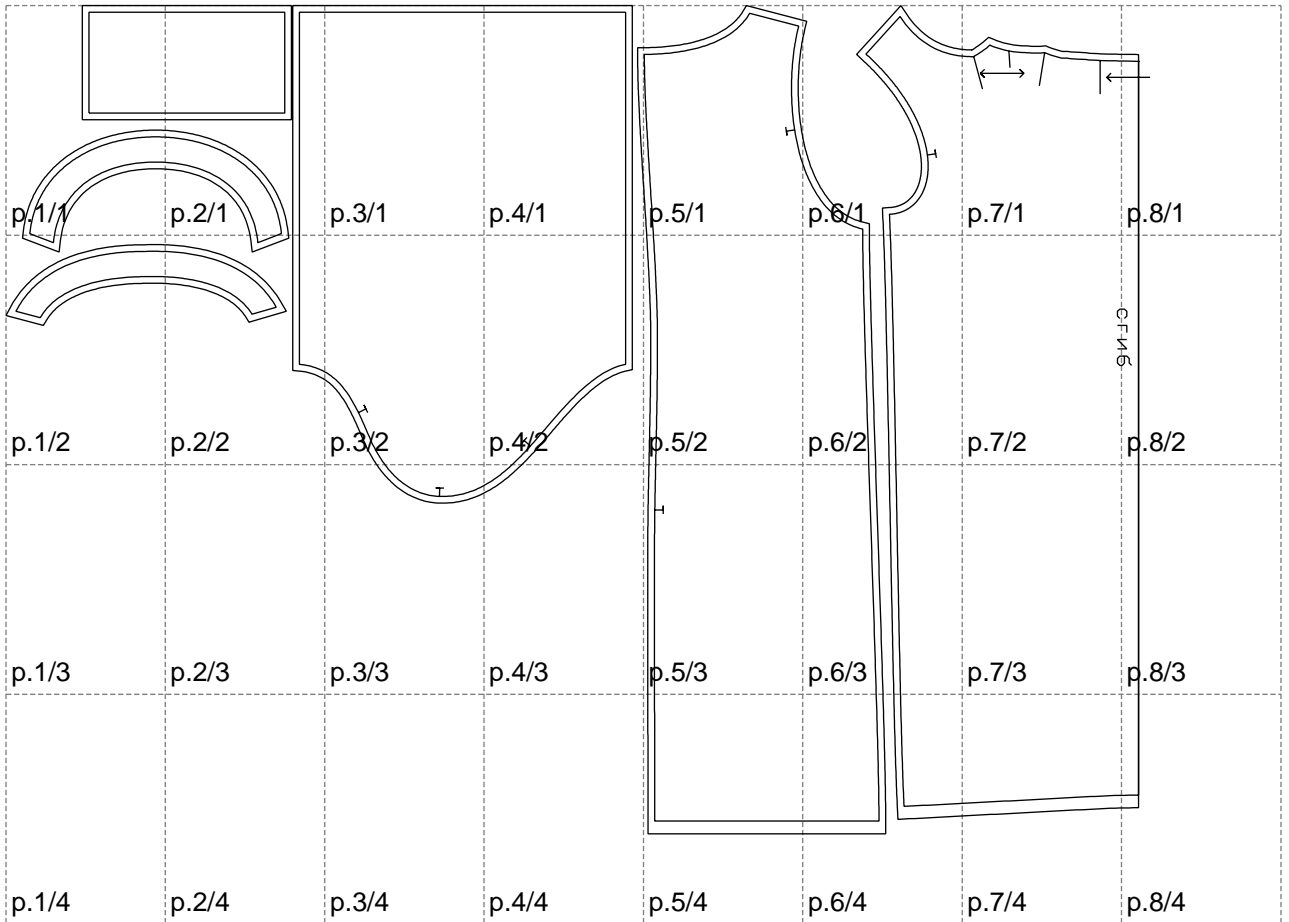 p.1/1 p.2/1 p.3/1 p.4/1 p.5/1 p.6/1 p.7/1 p.8/1
сгиб
p.1/2 p.2/2 p.3/2 p.4/2 p.5/2 p.6/2 p.7/2 p.8/2
p.1/3 p.2/3 p.3/3 p.4/3 p.5/3 p.6/3 p.7/3 p.8/3
p.1/4 p.2/4 p.3/4 p.4/4 p.5/4 p.6/4 p.7/4 p.8/4